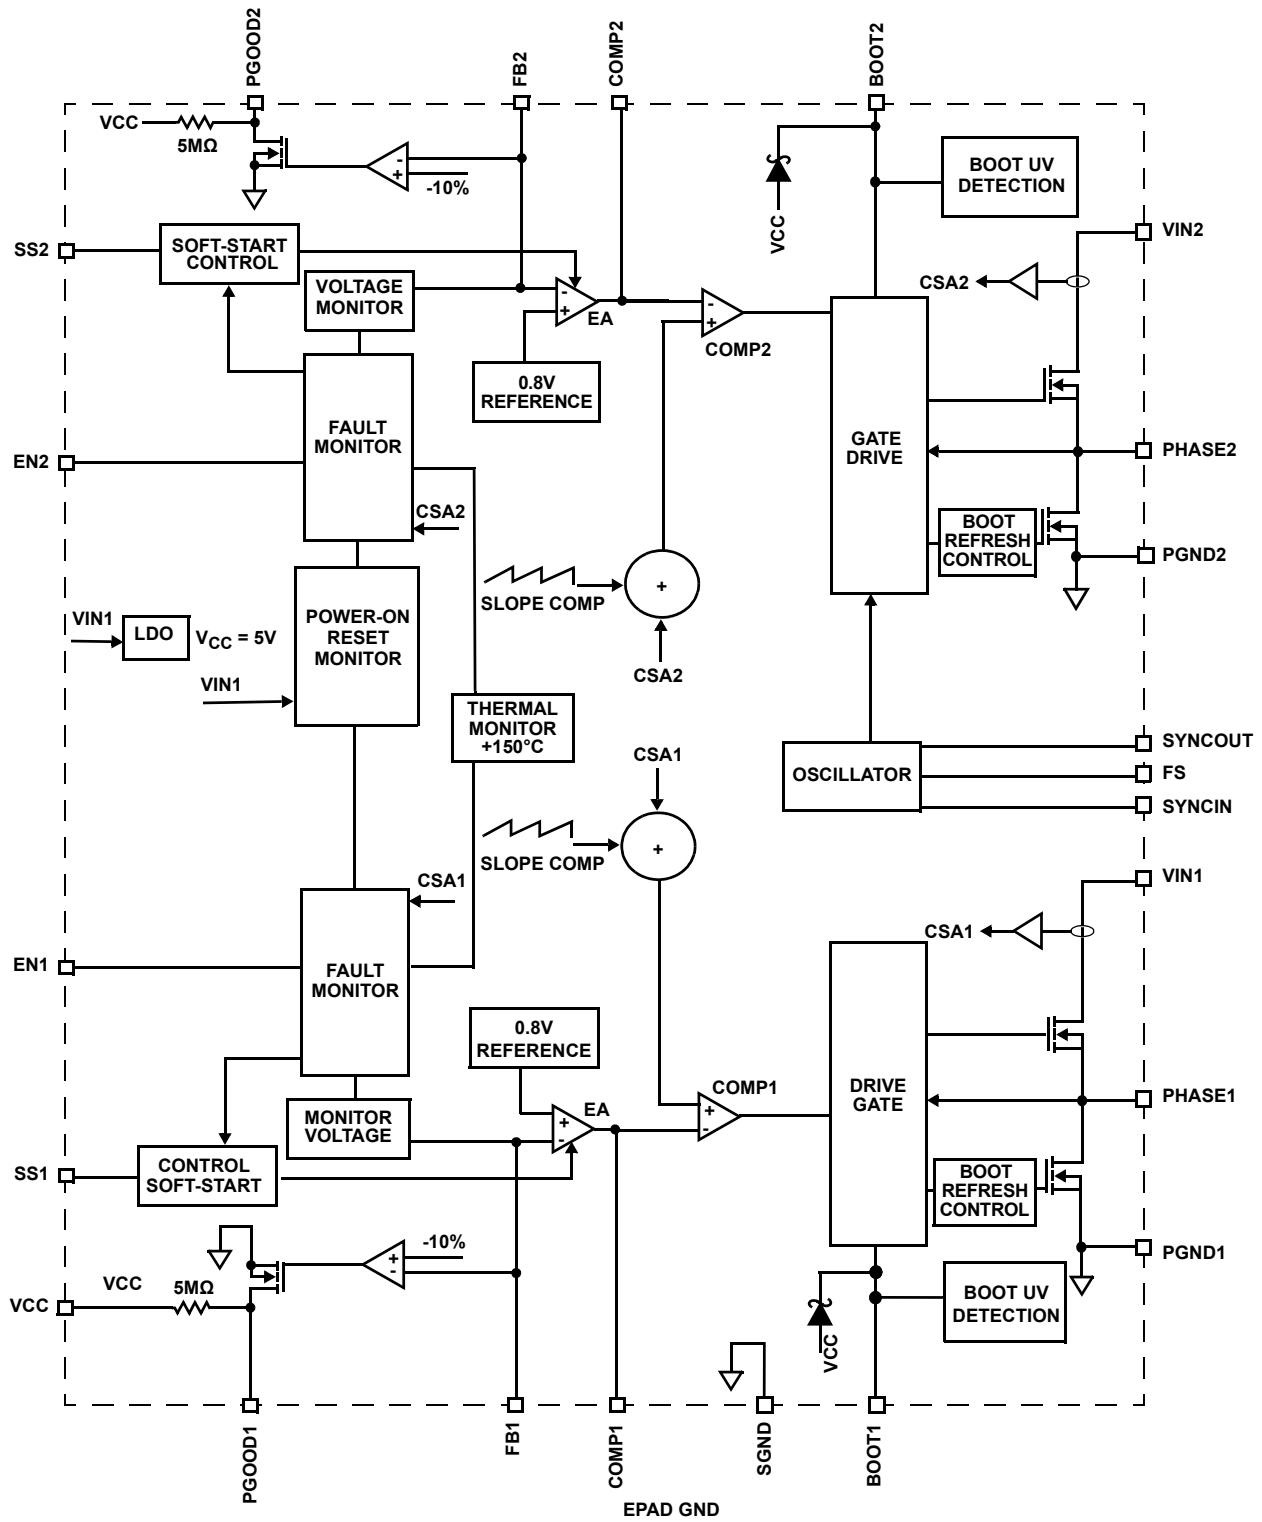 PGOOD2
FB2
COMP2
BOOT2
VCC
5MΩ
-
+
-10%
VCC
BOOT UV
DETECTION
SS2
SOFT-START
CONTROL
VOLTAGE
MONITOR
-
+
EA
-
+
COMP2
CSA2
VIN2
0.8V
REFERENCE
FAULT
MONITOR
GATE
DRIVE
EN2
PHASE2
CSA2
BOOT
REFRESH
CONTROL
PGND2
SLOPE COMP
+
CSA2
VIN1
LDO
VCC = 5V
POWER-ON
RESET
MONITOR
VIN1
THERMAL
MONITOR
+150°C
CSA1
OSCILLATOR
SYNCOUT
FS
SYNCIN
SLOPE COMP
+
CSA1
VIN1
CSA1
EN1
FAULT
MONITOR
0.8V
REFERENCE
DRIVE
GATE
COMP1
+
-
EA
+
-
PHASE1
MONITOR
VOLTAGE
SS1
CONTROL
SOFT-START
BOOT
REFRESH
CONTROL
-10%
+
-
PGND1
VCC
VCC
5MΩ
VCC
BOOT UV
DETECTION
PGOOD1
FB1
COMP1
SGND
BOOT1
EPAD GND